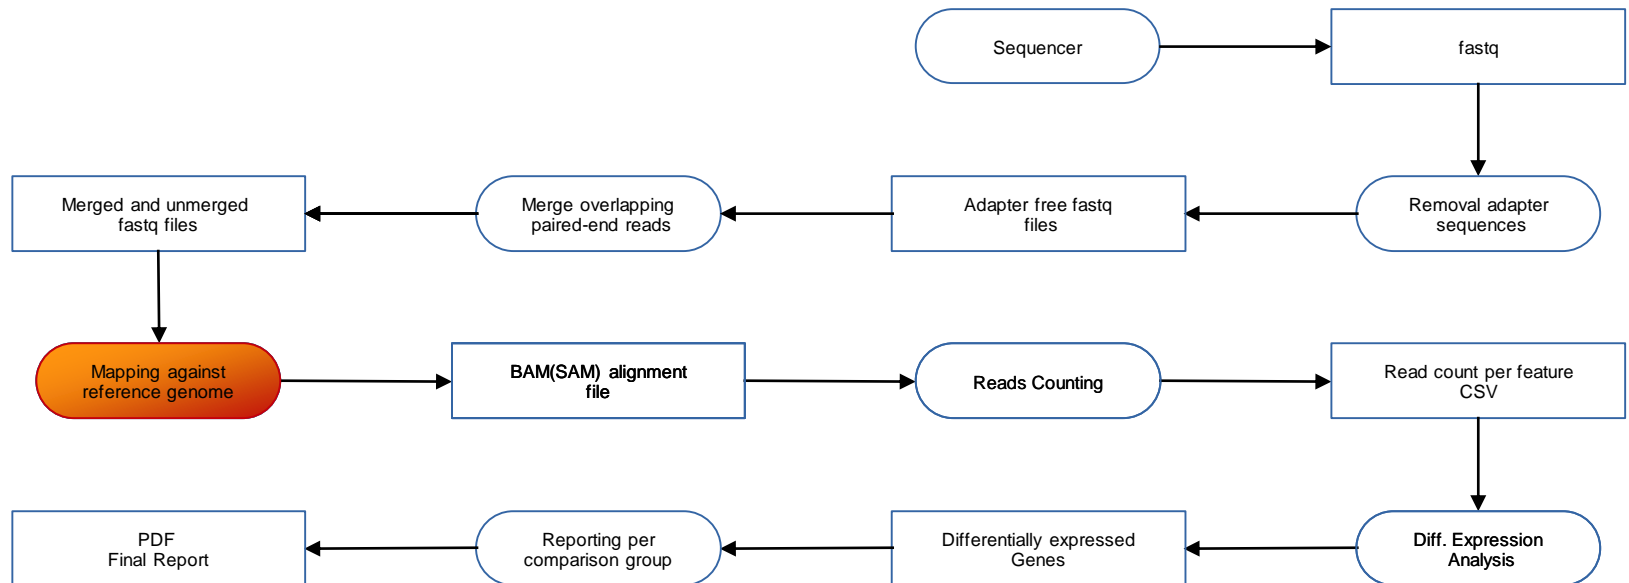 Sequencer
fastq
Removal adapter
sequences
Adapter free fastq
files
Merge overlapping
paired-end reads
Merged and unmerged
fastq files
Mapping against
reference genome
BAM(SAM) alignment
file
Reads Counting
Read count per feature
CSV
Diff. Expression
Analysis
Differentially expressed
Genes
Reporting per
comparison group
PDF
Final Report